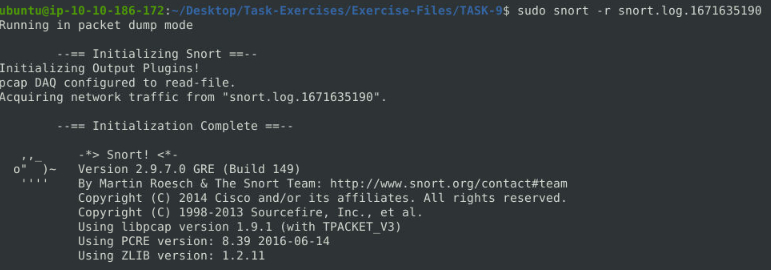 ubuntu@ip-10-10-186-172:~/Desktop/Task-Exercises/Exercise-Files/TASK-9$ sudo snort -r snort.log.1671635190
Running in packet dump mode
--== Initializing Snort ==--
Initializing Output Plugins!
pcap DAQ configured to read-file.
Acquiring network traffic from "snort.log.1671635190".
--== Initialization Complete ==--
,,_     -*> Snort! <*-
o"  )~   Version 2.9.7.0 GRE (Build 149)
''''    By Martin Roesch & The Snort Team: http://www.snort.org/contact#team
Copyright (C) 2014 Cisco and/or its affiliates. All rights reserved.
Copyright (C) 1998-2013 Sourcefire, Inc., et al.
Using libpcap version 1.9.1 (with TPACKET_V3)
Using PCRE version: 8.39 2016-06-14
Using ZLIB version: 1.2.11